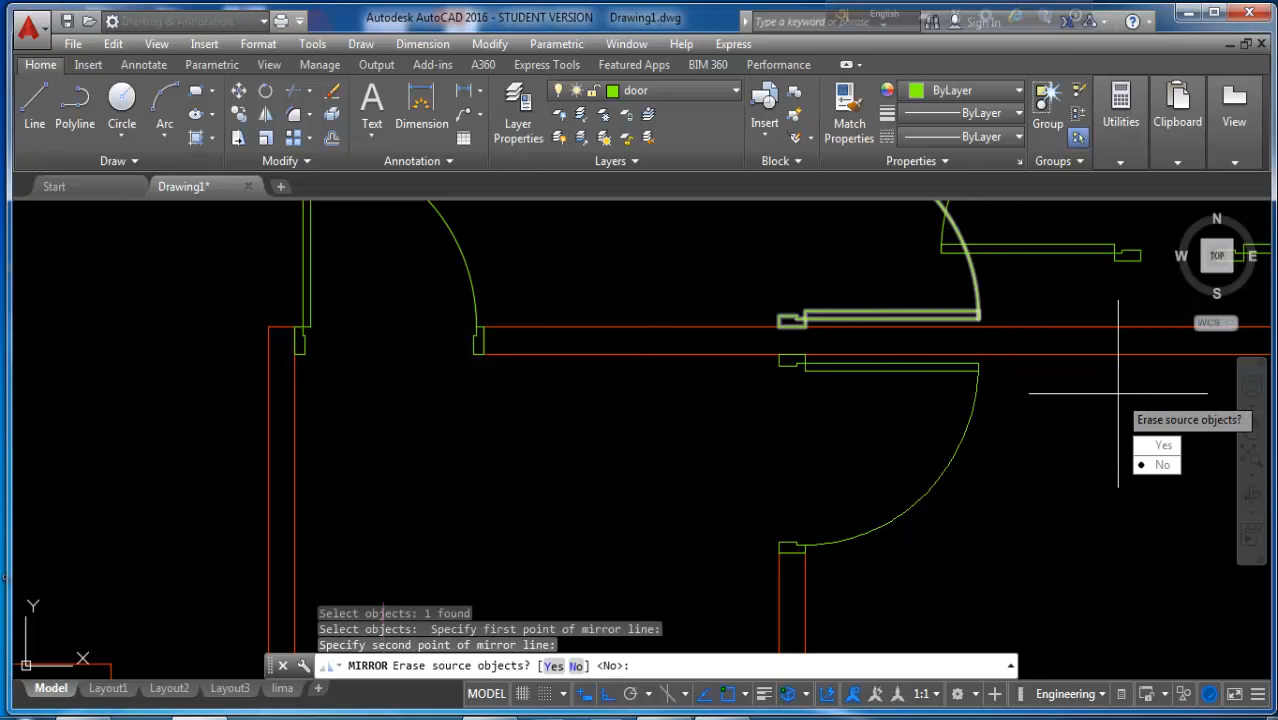 Drawing & Annotation
Autodesk AutoCAD 2016 - STUDENT VERSION Drawing1.dwg
Type a keyword or phrase
English
Sign In
File Edit View Insert Format Tools Draw Dimension Modify Parametric Window Help Express
Home Insert Annotate Parametric View Manage Output Add-ins A360 Express Tools Featured Apps BIM 360 Performance
door
ByLayer
ByLayer
ByLayer
Line Polyline Circle Arc
Text Dimension
Layer Properties
Insert
Match Properties
Group
Utilities Clipboard View
Draw Modify Annotation Layers Block Properties Groups
Start Drawing1*
N
W TOP E
S
WCS
Erase source objects?
Yes
No
Y
X
Select objects: 1 found
Select objects: Specify first point of mirror line:
Specify second point of mirror line:
MIRROR Erase source objects? [Yes No] <No>:
Model Layout1 Layout2 Layout3 lima
MODEL 1:1 Engineering